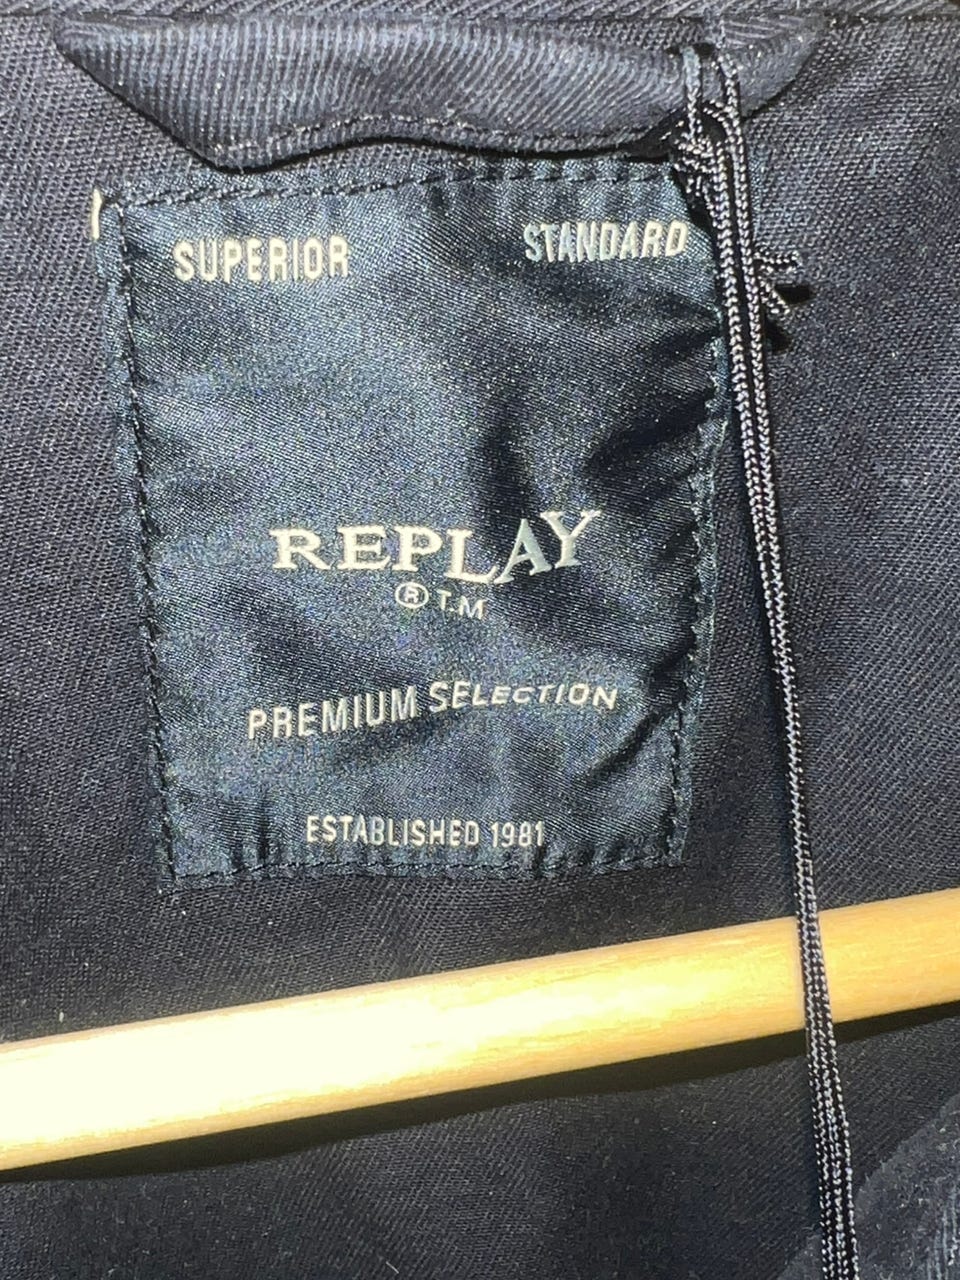 SUPERIOR STANDARD
REPLAY
® T.M
PREMIUM SELECTION
ESTABLISHED 1981